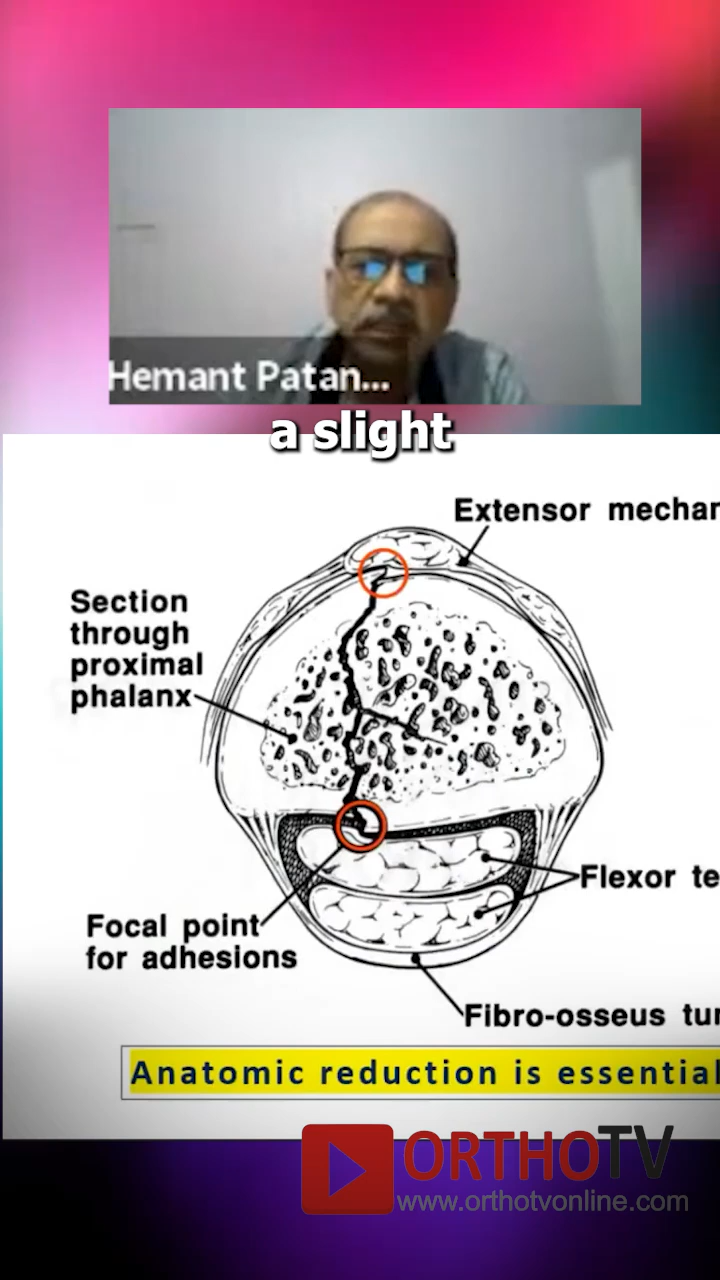 Hemant Patan...
a slight
Extensor mechar
Section
through
proximal
phalanx
Flexor te
Focal point
for adhesions
Fibro-osseus tur
Anatomic reduction is essential
ORTHOTV
www.orthotvonline.com